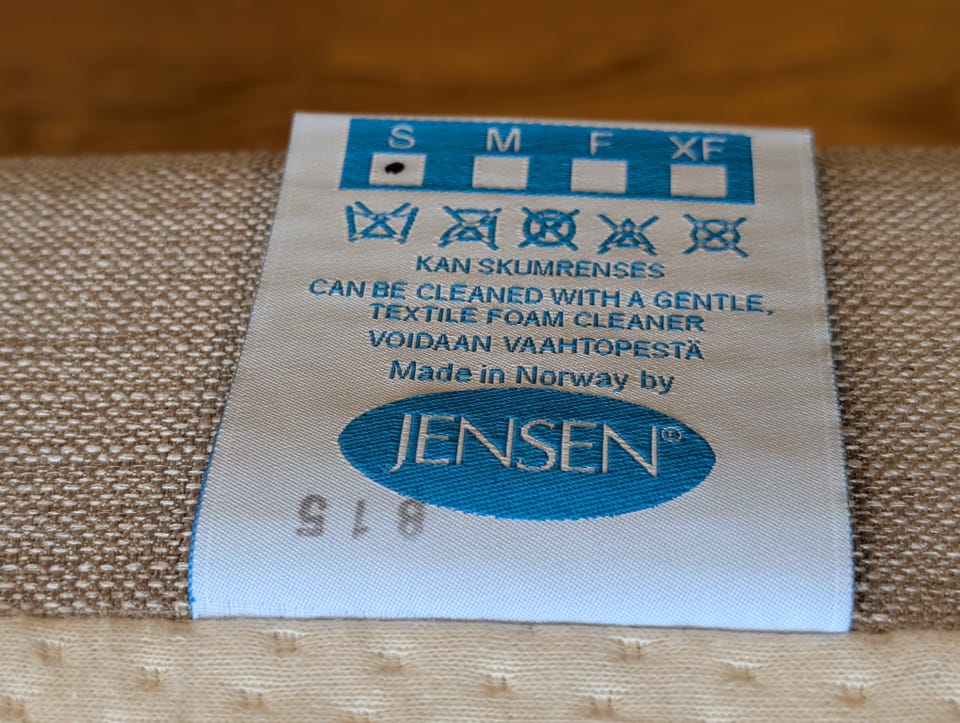 S M F XF
KAN SKUMRENSES
CAN BE CLEANED WITH A GENTLE,
TEXTILE FOAM CLEANER
VOIDAAN VAAHTOPESTÄ
Made in Norway by
JENSEN®
815